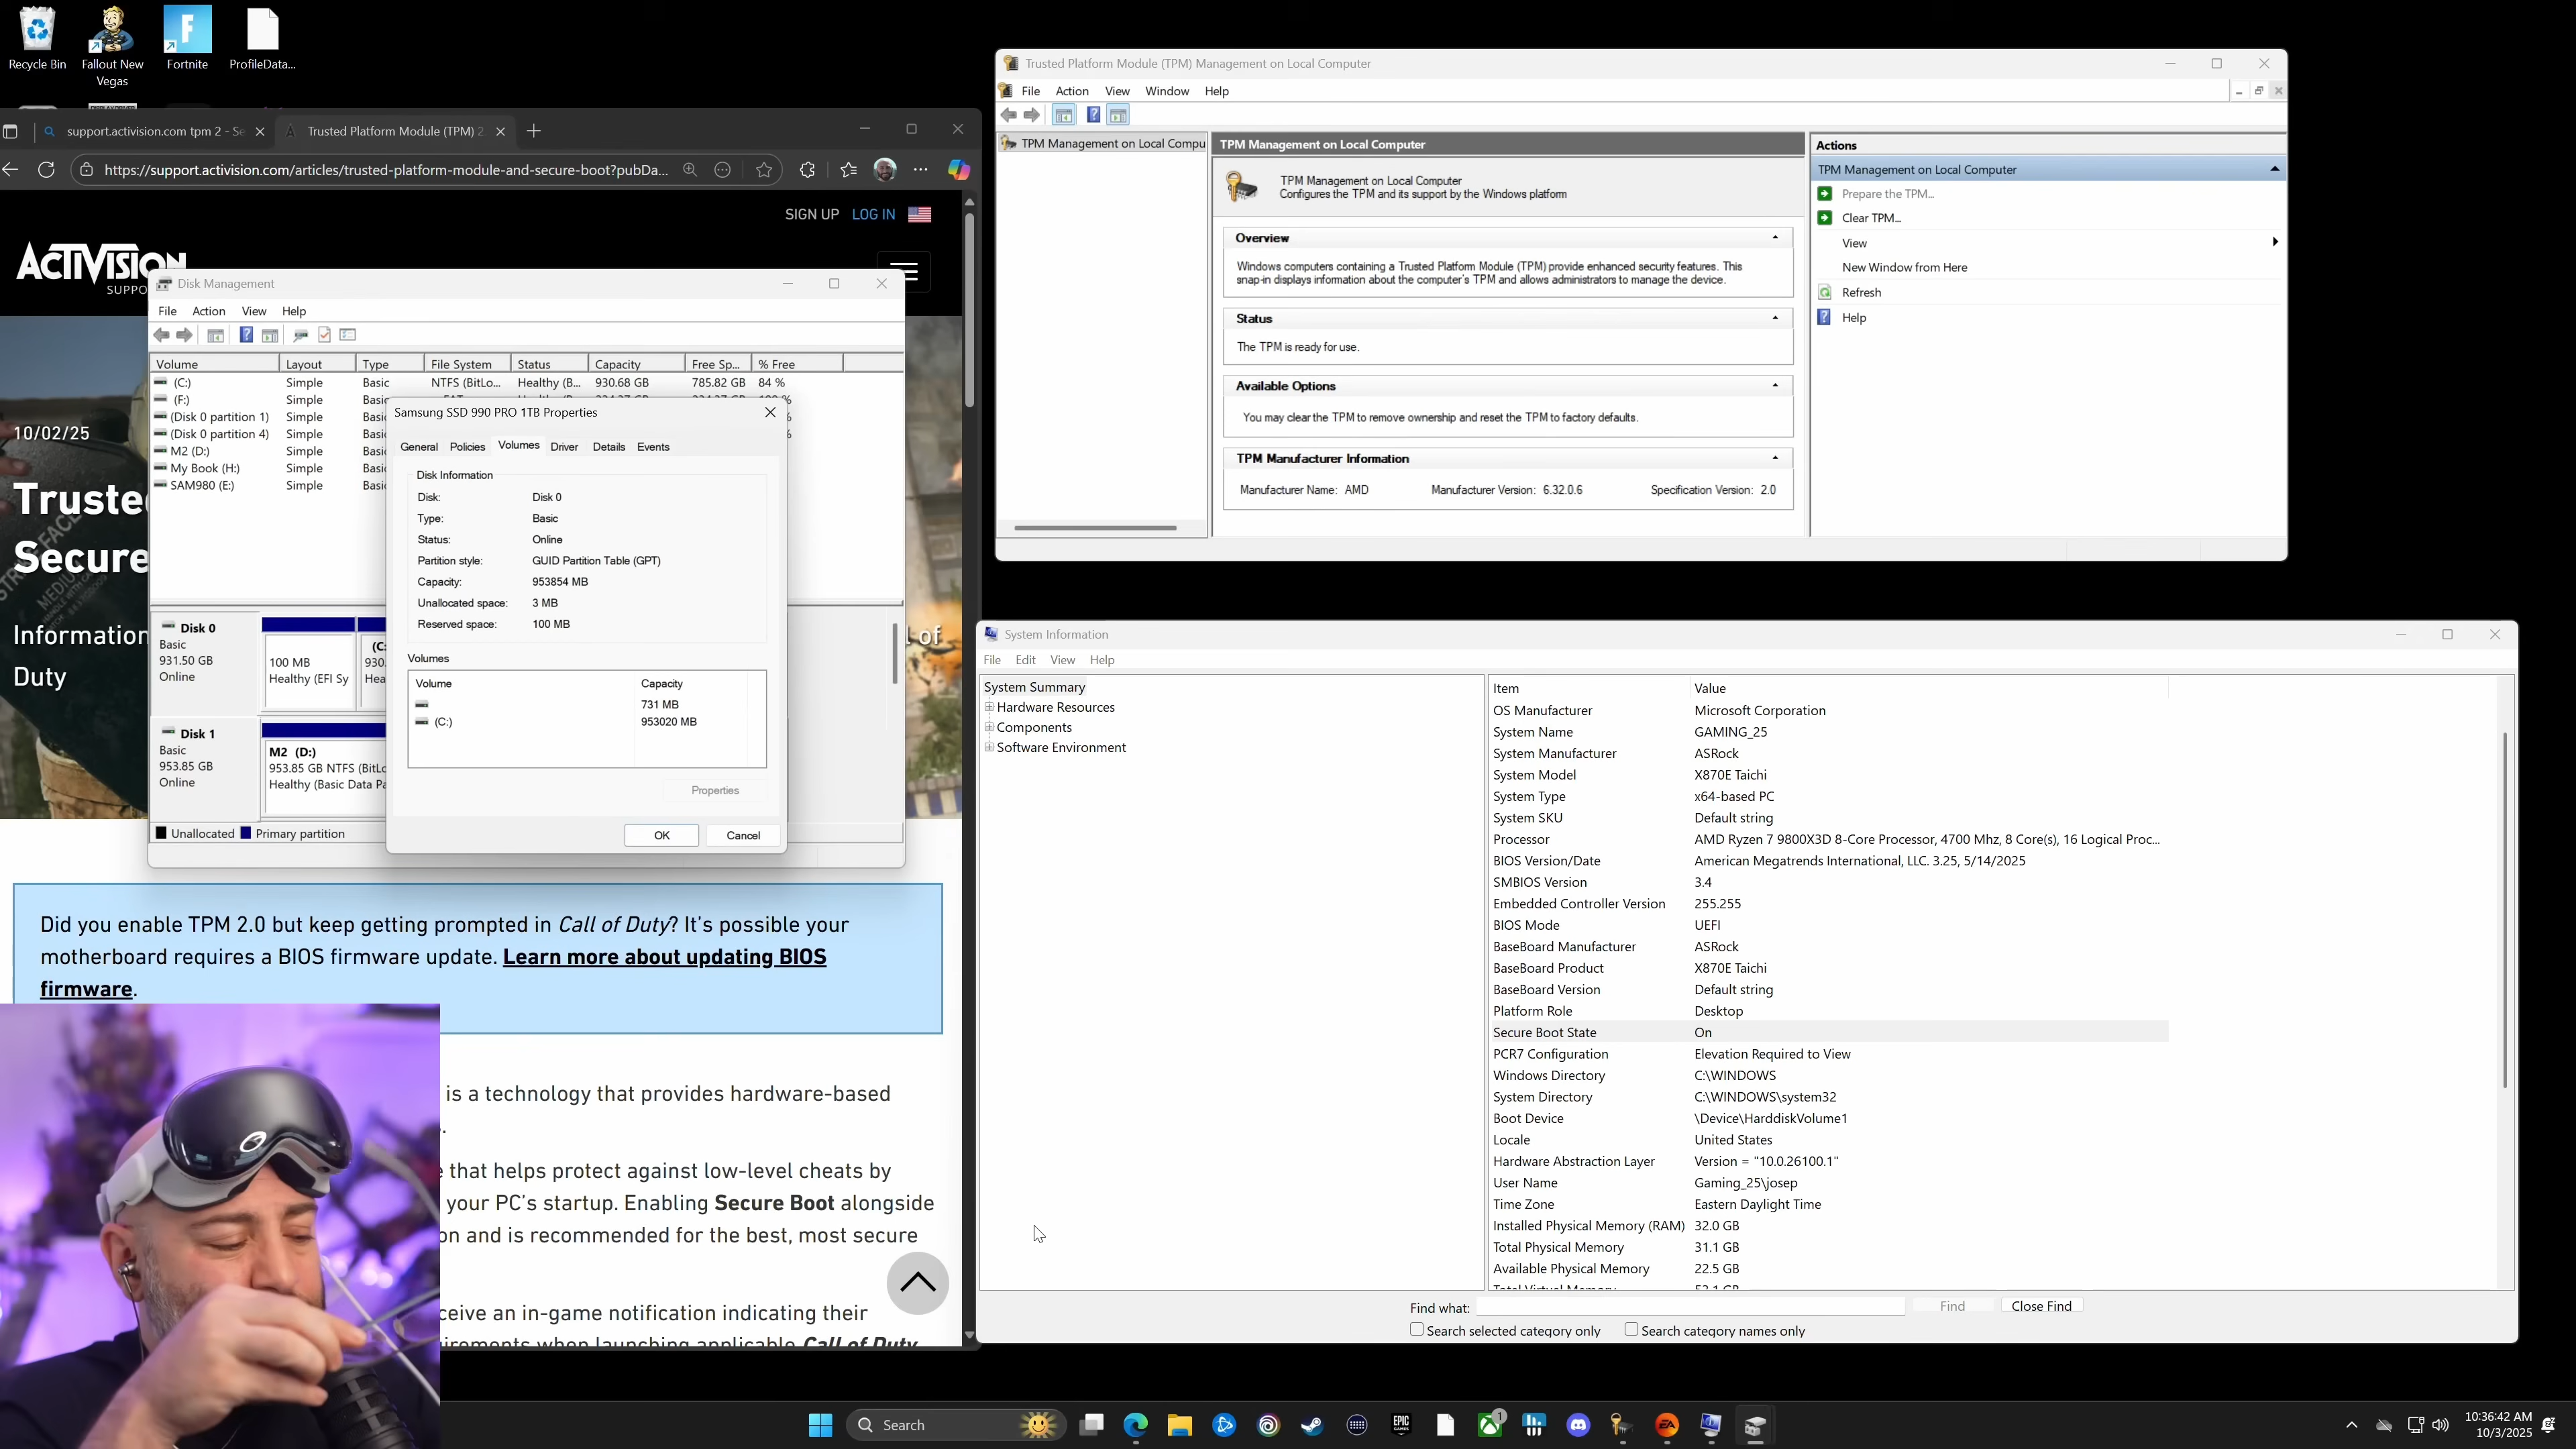 Recycle Bin
Fallout New
Vegas
Fortnite
ProfileData...
support.activision.com tpm 2 - Se
Trusted Platform Module (TPM) 2
https://support.activision.com/articles/trusted-platform-module-and-secure-boot?pubDa...
SIGN UP LOG IN
ACTIVISION
SUPPO
10/02/25
Truste
Secure
Information
l of
Duty
Did you enable TPM 2.0 but keep getting prompted in Call of Duty? It's possible your
motherboard requires a BIOS firmware update. Learn more about updating BIOS
firmware.
is a technology that provides hardware-based
that helps protect against low-level cheats by
your PC's startup. Enabling Secure Boot alongside
on and is recommended for the best, most secure
ceive an in-game notification indicating their
irements when launching applicable Call of Duty
Disk Management
File Action View Help
Volume Layout Type File System Status Capacity Free Sp... % Free
(C:) Simple Basic NTFS (BitLo... Healthy (B... 930.68 GB 785.82 GB 84 %
(F:) Simple Basic
(Disk 0 partition 1) Simple Basic
(Disk 0 partition 4) Simple Basic
M2 (D:) Simple Basic
My Book (H:) Simple Basic
SAM980 (E:) Simple Basic
Disk 0
Basic
931.50 GB
Online
100 MB
Healthy (EFI Sy
(C:
930.
Hea
Disk 1
Basic
953.85 GB
Online
M2 (D:)
953.85 GB NTFS (BitLo
Healthy (Basic Data Pa
Unallocated Primary partition
Samsung SSD 990 PRO 1TB Properties
General Policies Volumes Driver Details Events
Disk Information
Disk: Disk 0
Type: Basic
Status: Online
Partition style: GUID Partition Table (GPT)
Capacity: 953854 MB
Unallocated space: 3 MB
Reserved space: 100 MB
Volumes
Volume Capacity
731 MB
(C:) 953020 MB
Properties
OK Cancel
Trusted Platform Module (TPM) Management on Local Computer
File Action View Window Help
TPM Management on Local Compu
TPM Management on Local Computer
TPM Management on Local Computer
Configures the TPM and its support by the Windows platform
Overview
Windows computers containing a Trusted Platform Module (TPM) provide enhanced security features. This
snap-in displays information about the computer's TPM and allows administrators to manage the device.
Status
The TPM is ready for use.
Available Options
You may clear the TPM to remove ownership and reset the TPM to factory defaults.
TPM Manufacturer Information
Manufacturer Name: AMD Manufacturer Version: 6.32.0.6 Specification Version: 2.0
Actions
TPM Management on Local Computer
Prepare the TPM...
Clear TPM...
View
New Window from Here
Refresh
Help
System Information
File Edit View Help
System Summary
Hardware Resources
Components
Software Environment
Item Value
OS Manufacturer Microsoft Corporation
System Name GAMING_25
System Manufacturer ASRock
System Model X870E Taichi
System Type x64-based PC
System SKU Default string
Processor AMD Ryzen 7 9800X3D 8-Core Processor, 4700 Mhz, 8 Core(s), 16 Logical Proc...
BIOS Version/Date American Megatrends International, LLC. 3.25, 5/14/2025
SMBIOS Version 3.4
Embedded Controller Version 255.255
BIOS Mode UEFI
BaseBoard Manufacturer ASRock
BaseBoard Product X870E Taichi
BaseBoard Version Default string
Platform Role Desktop
Secure Boot State On
PCR7 Configuration Elevation Required to View
Windows Directory C:\WINDOWS
System Directory C:\WINDOWS\system32
Boot Device \Device\HarddiskVolume1
Locale United States
Hardware Abstraction Layer Version = "10.0.26100.1"
User Name Gaming_25\josep
Time Zone Eastern Daylight Time
Installed Physical Memory (RAM) 32.0 GB
Total Physical Memory 31.1 GB
Available Physical Memory 22.5 GB
Find what: Find Close Find
Search selected category only Search category names only
Search
EPIC
GAMES
1
EA
10:36:42 AM
10/3/2025